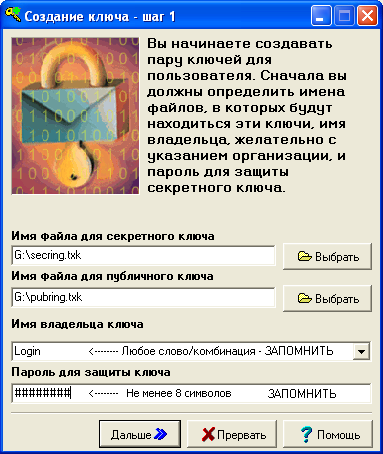 Создание ключа - шаг 1
Вы начинаете создавать
пару ключей для
пользователя. Сначала вы
должны определить имена
файлов, в которых будут
находиться эти ключи, имя
владельца, желательно с
указанием организации, и
пароль для защиты
секретного ключа.
Имя файла для секретного ключа
G:\secring.txk
Выбрать
Имя файла для публичного ключа
G:\pubring.txk
Выбрать
Имя владельца ключа
Login <------- Любое слово/комбинация - ЗАПОМНИТЬ
Пароль для защиты ключа
######## <------- Не менее 8 символов ЗАПОМНИТЬ
Дальше Прервать Помощь